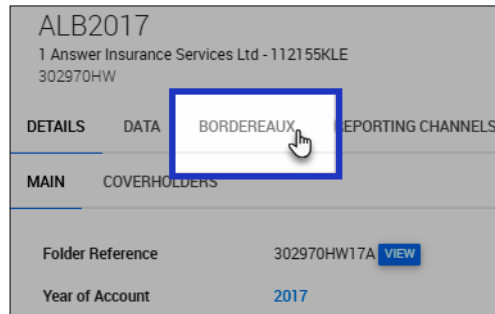 ALB2017
1 Answer Insurance Services Ltd - 112155KLE
302970HW
DETAILS DATA BORDEREAUX REPORTING CHANNELS
MAIN COVERHOLDERS
Folder Reference 302970HW17A VIEW
Year of Account 2017